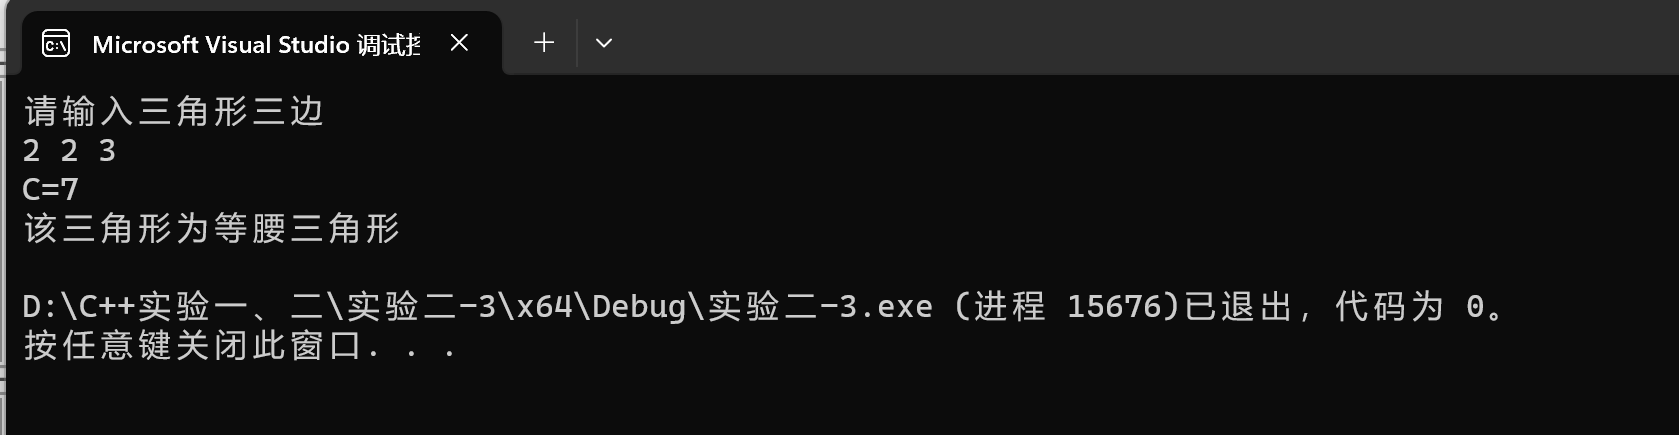 Microsoft Visual Studio 调试
请输入三角形三边
2 2 3
C=7
该三角形为等腰三角形
D:\C++实验一、二\实验二-3\x64\Debug\实验二-3.exe (进程 15676)已退出，代码为 0。
按任意键关闭此窗口. . .